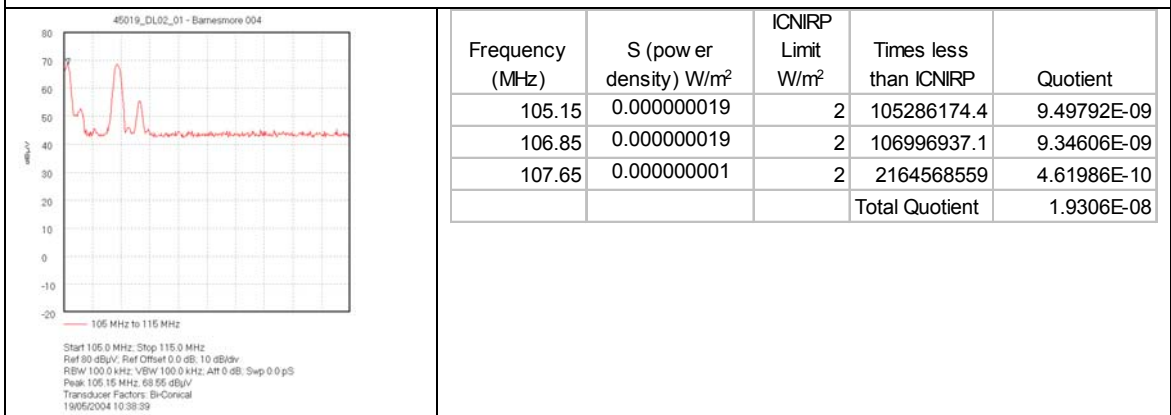 45019_DL02_01 - Barnesmore 004
80
70
60
50
40
30
20
10
0
-10
-20
dBµV
105 MHz to 115 MHz
Start 105.0 MHz; Stop 115.0 MHz
Ref 80 dBµV; Ref Offset 0.0 dB; 10 dB/div
RBW 100.0 kHz; VBW 100.0 kHz; Att 0 dB; Swp 0.0 pS
Peak 105.15 MHz, 68.55 dBµV
Transducer Factors: Bi-Conical
19/05/2004 10:38:39
Frequency (MHz) S (power density) W/m² ICNIRP Limit W/m² Times less than ICNIRP Quotient
105.15 0.000000019 2 105286174.4 9.49792E-09
106.85 0.000000019 2 106996937.1 9.34606E-09
107.65 0.000000001 2 2164568559 4.61986E-10
Total Quotient 1.9306E-08